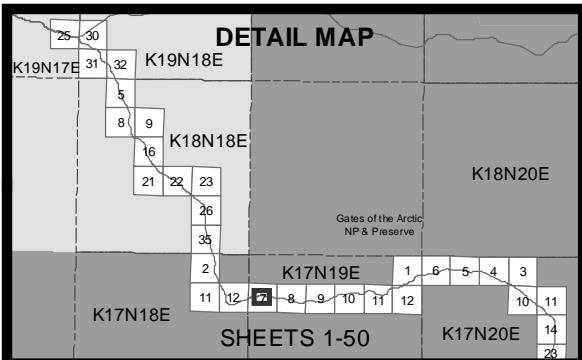 DETAIL MAP
25 30
K19N17E 31 32 K19N18E
5
8 9
K18N18E
16
21 22 23
K18N20E
26
Gates of the Arctic
NP & Preserve
35
2 K17N19E 1 6 5 4 3
11 12 7 8 9 10 11 12 10 11
K17N18E
SHEETS 1-50 K17N20E 14
23